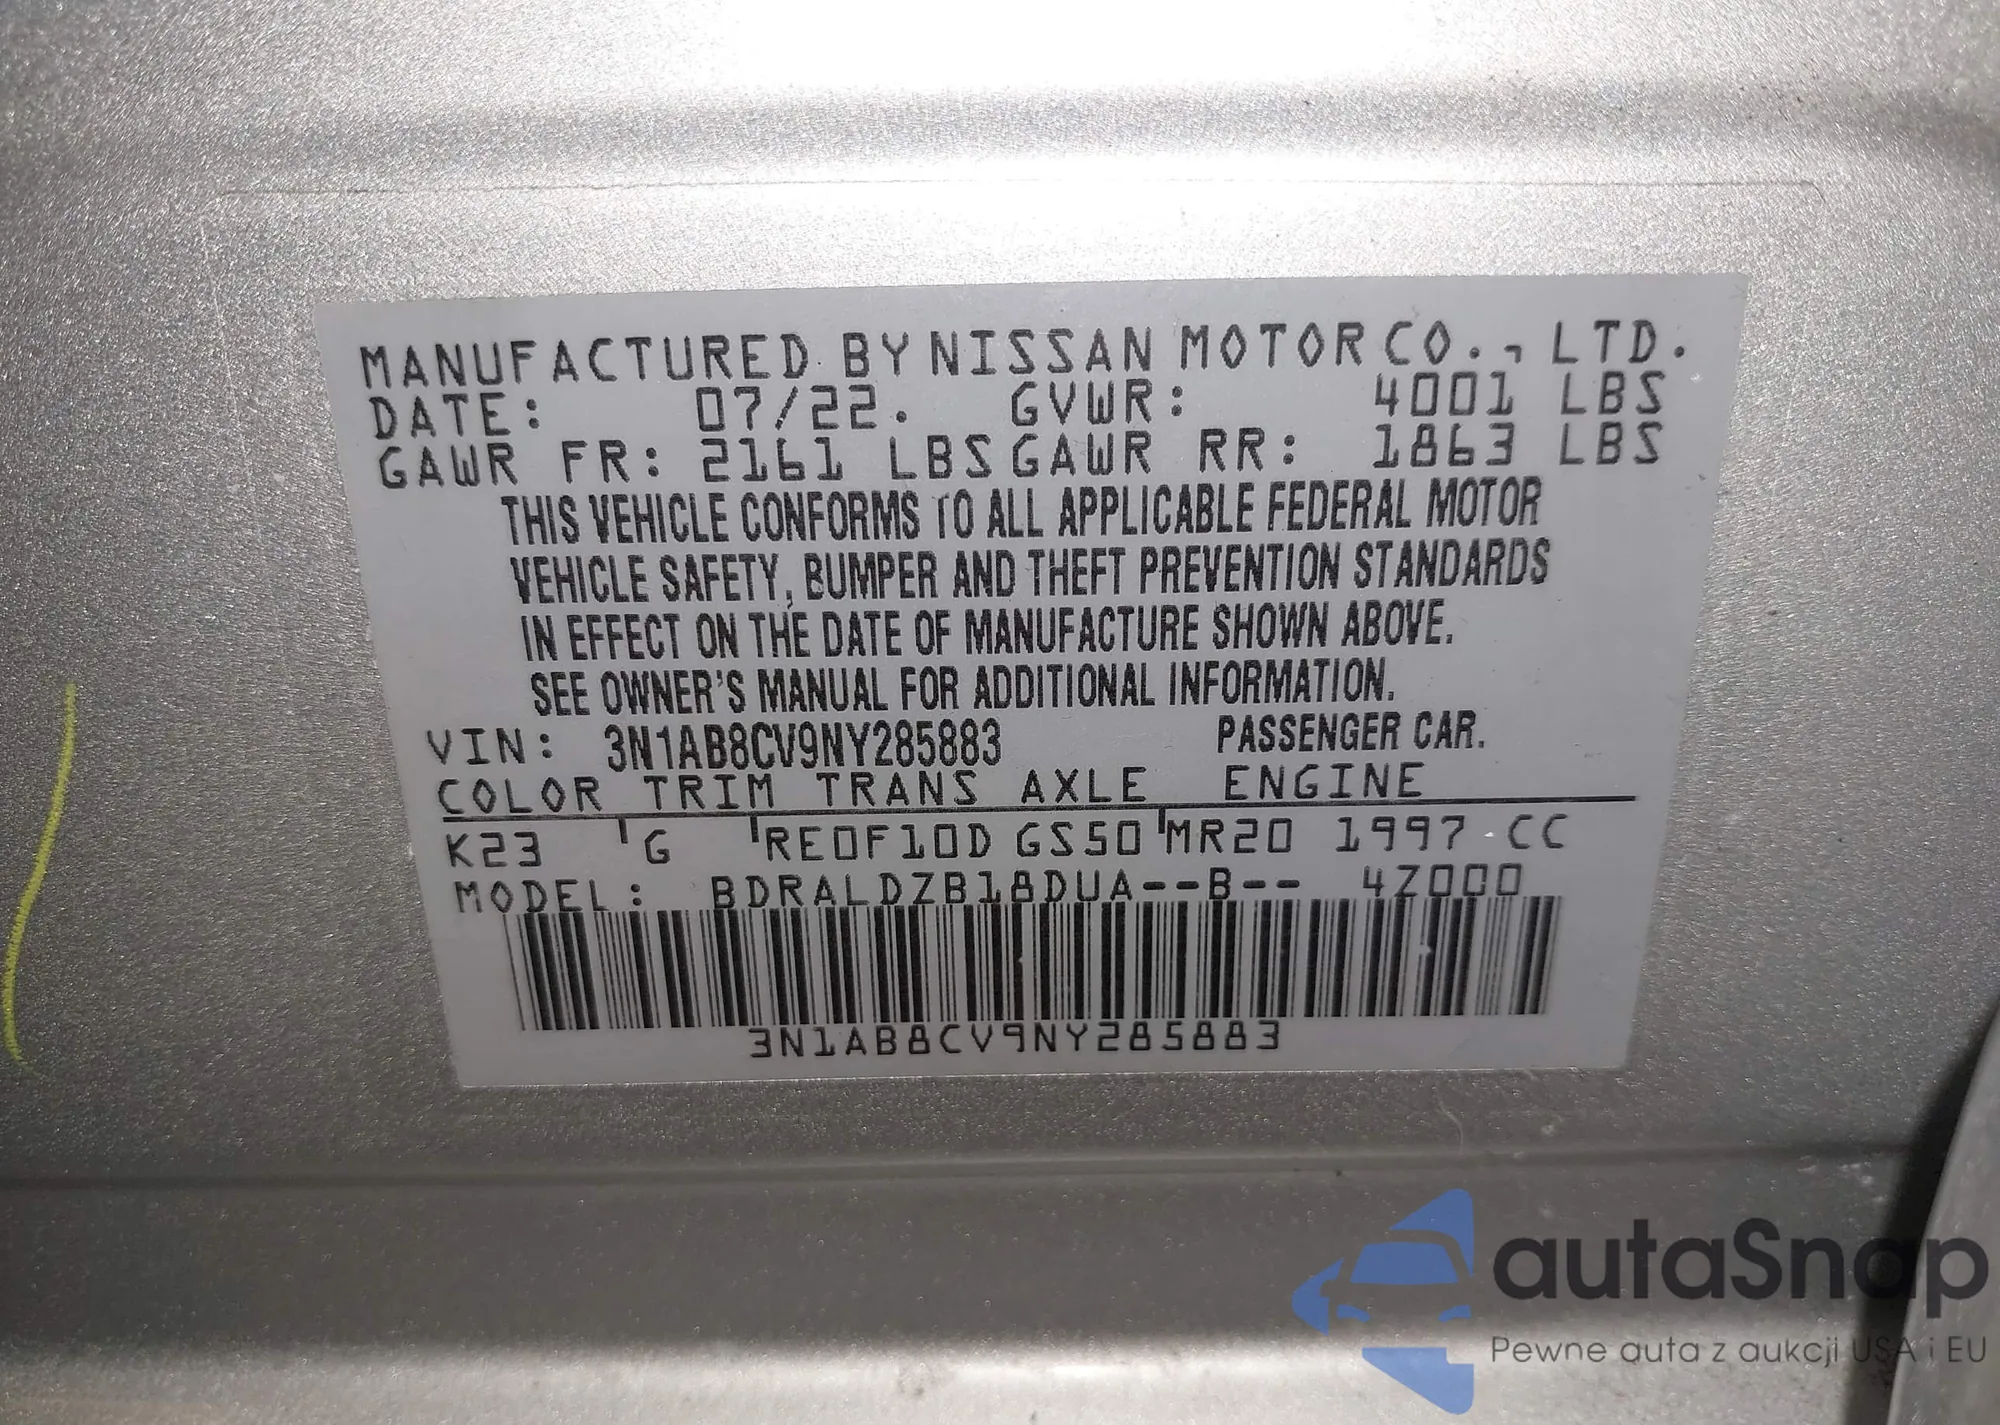 MANUFACTURED BY NISSAN MOTOR CO., LTD.
DATE: 07/22. GVWR: 4001 LBS
GAWR FR: 2161 LBS GAWR RR: 1863 LBS
THIS VEHICLE CONFORMS TO ALL APPLICABLE FEDERAL MOTOR
VEHICLE SAFETY, BUMPER AND THEFT PREVENTION STANDARDS
IN EFFECT ON THE DATE OF MANUFACTURE SHOWN ABOVE.
SEE OWNER'S MANUAL FOR ADDITIONAL INFORMATION.
VIN: 3N1AB8CV9NY285883 PASSENGER CAR.
COLOR TRIM TRANS AXLE ENGINE
K23 G RE0F10D GS50 MR20 1997 CC
MODEL: BDRALDZB18DUA--B-- 4Z000
3N1AB8CV9NY285883
autaSnap
Pewne auta z aukcji USA i EU